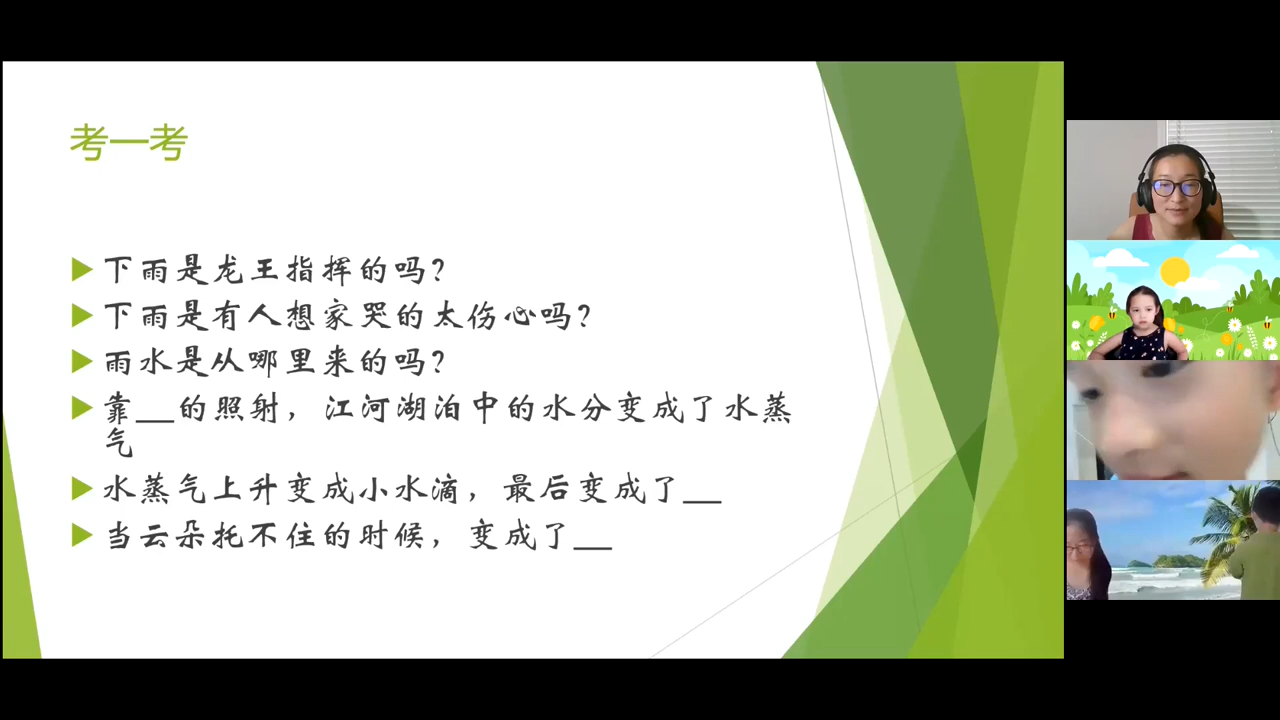 考一考
下雨是龙王指挥的吗？
下雨是有人想家哭的太伤心吗？
雨水是从哪里来的吗？
靠__的照射，江河湖泊中的水分变成了水蒸
气
水蒸气上升变成小水滴，最后变成了__
当云朵托不住的时候，变成了__